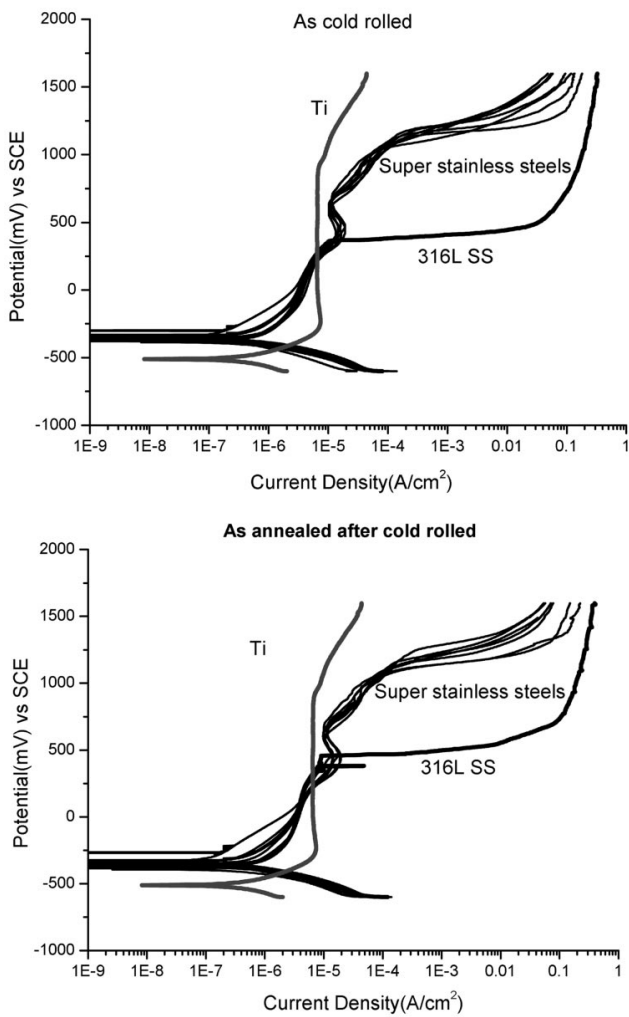 As cold rolled
2000
1500
1000
500
0
-500
-1000
Potential(mV) vs SCE
Ti
Super stainless steels
316L SS
1E-9 1E-8 1E-7 1E-6 1E-5 1E-4 1E-3 0.01 0.1 1
Current Density(A/cm²)
As annealed after cold rolled
2000
1500
1000
500
0
-500
-1000
Potential(mV) vs SCE
Ti
Super stainless steels
316L SS
1E-9 1E-8 1E-7 1E-6 1E-5 1E-4 1E-3 0.01 0.1 1
Current Density(A/cm²)